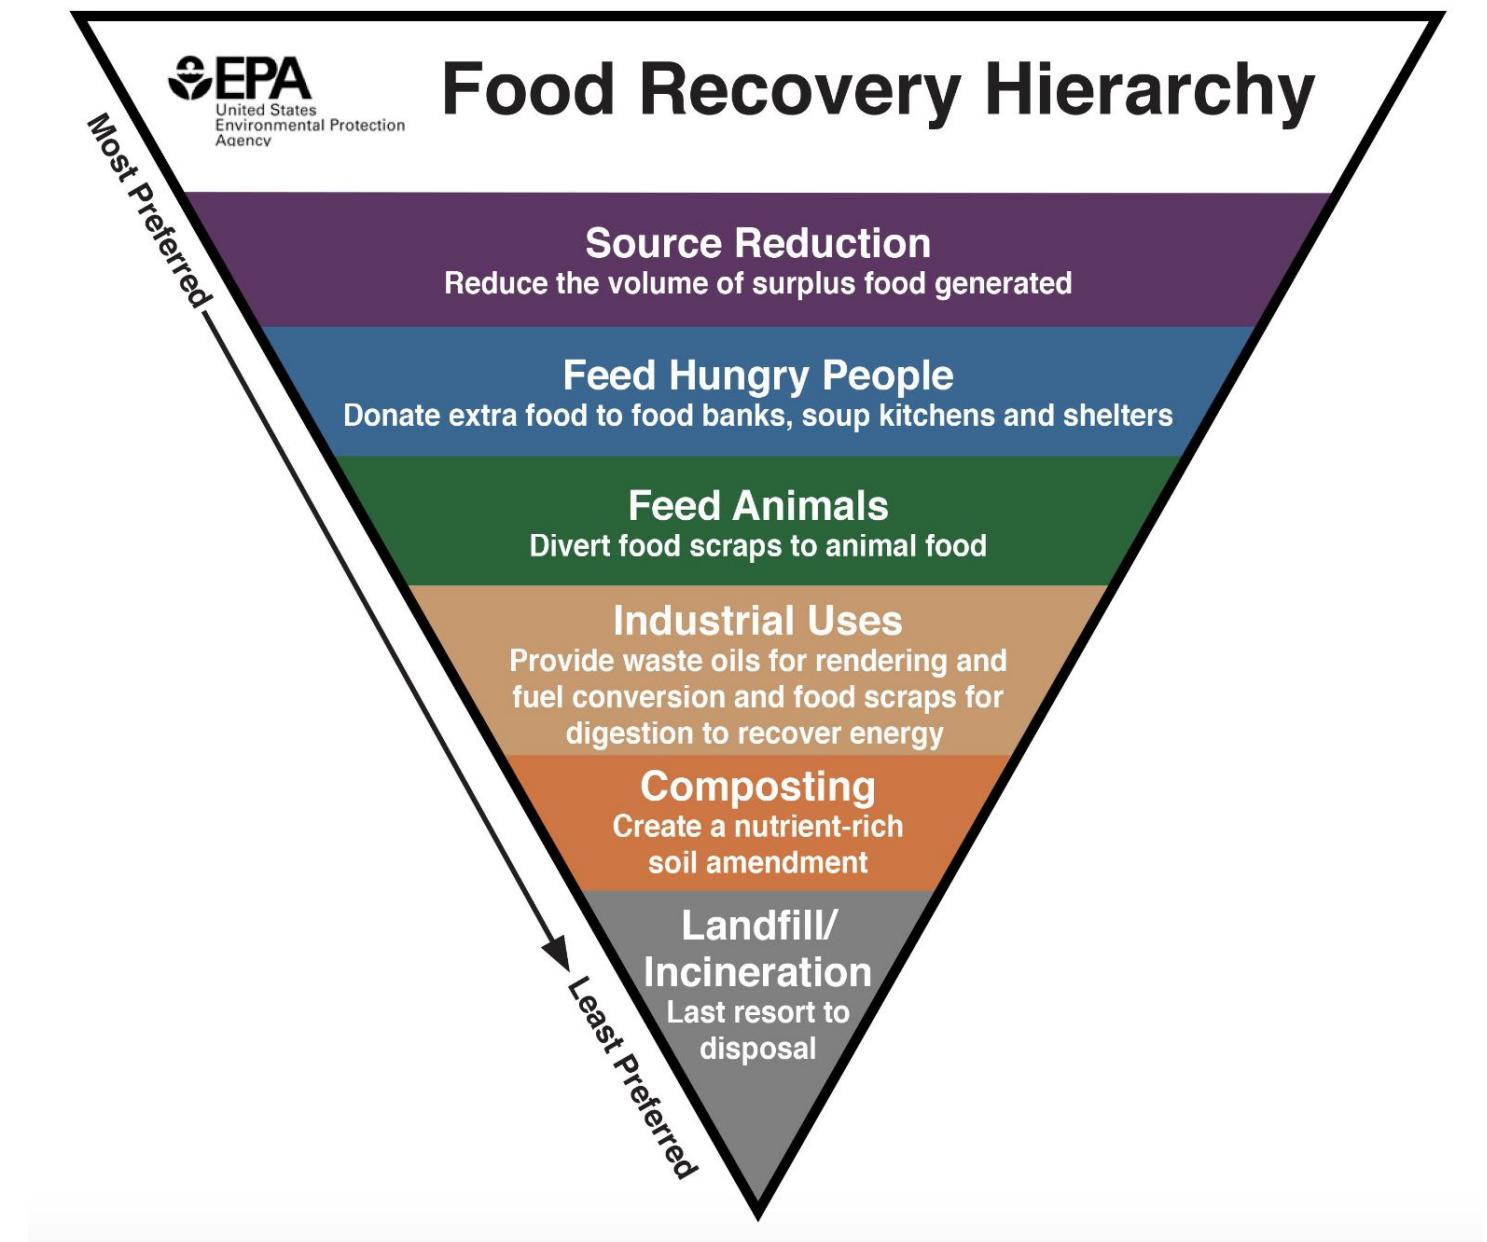 EPA
United States
Environmental Protection
Agency
Food Recovery Hierarchy
Most Preferred
Source Reduction
Reduce the volume of surplus food generated
Feed Hungry People
Donate extra food to food banks, soup kitchens and shelters
Feed Animals
Divert food scraps to animal food
Industrial Uses
Provide waste oils for rendering and
fuel conversion and food scraps for
digestion to recover energy
Composting
Create a nutrient-rich
soil amendment
Landfill/
Incineration
Last resort to
disposal
Least Preferred